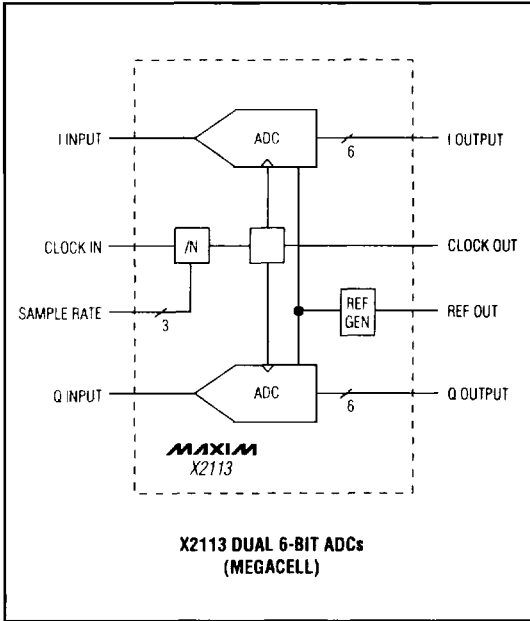 I INPUT
ADC
6
I OUTPUT
CLOCK IN
/N
CLOCK OUT
SAMPLE RATE
3
REF
GEN
REF OUT
Q INPUT
ADC
6
Q OUTPUT
MAXIM
X2113
X2113 DUAL 6-BIT ADCs
(MEGACELL)